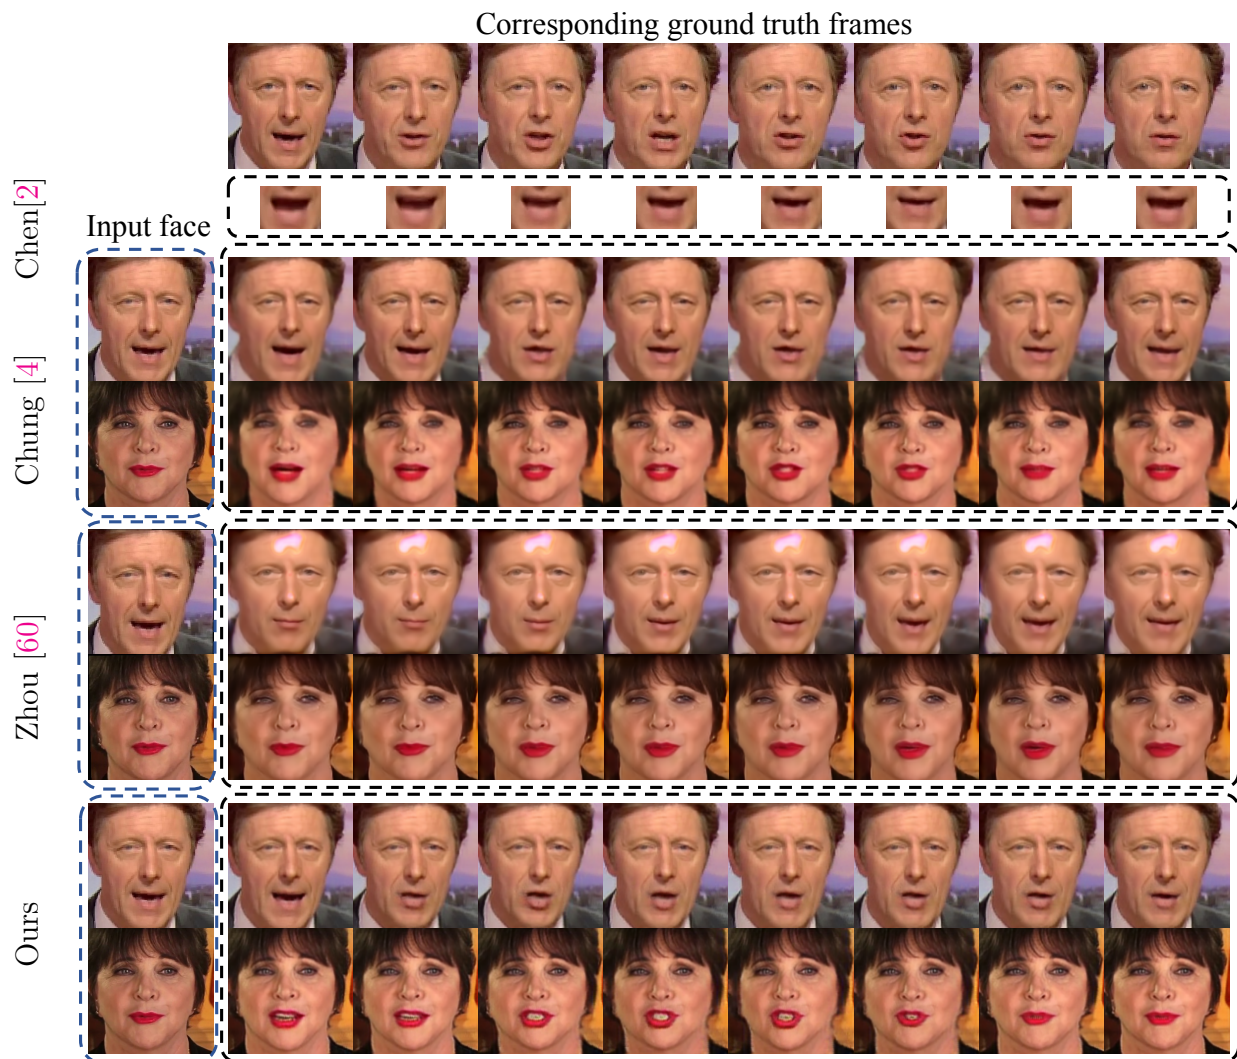 Corresponding ground truth frames
Chen[2]
Input face
Chung [4]
Zhou [60]
Ours